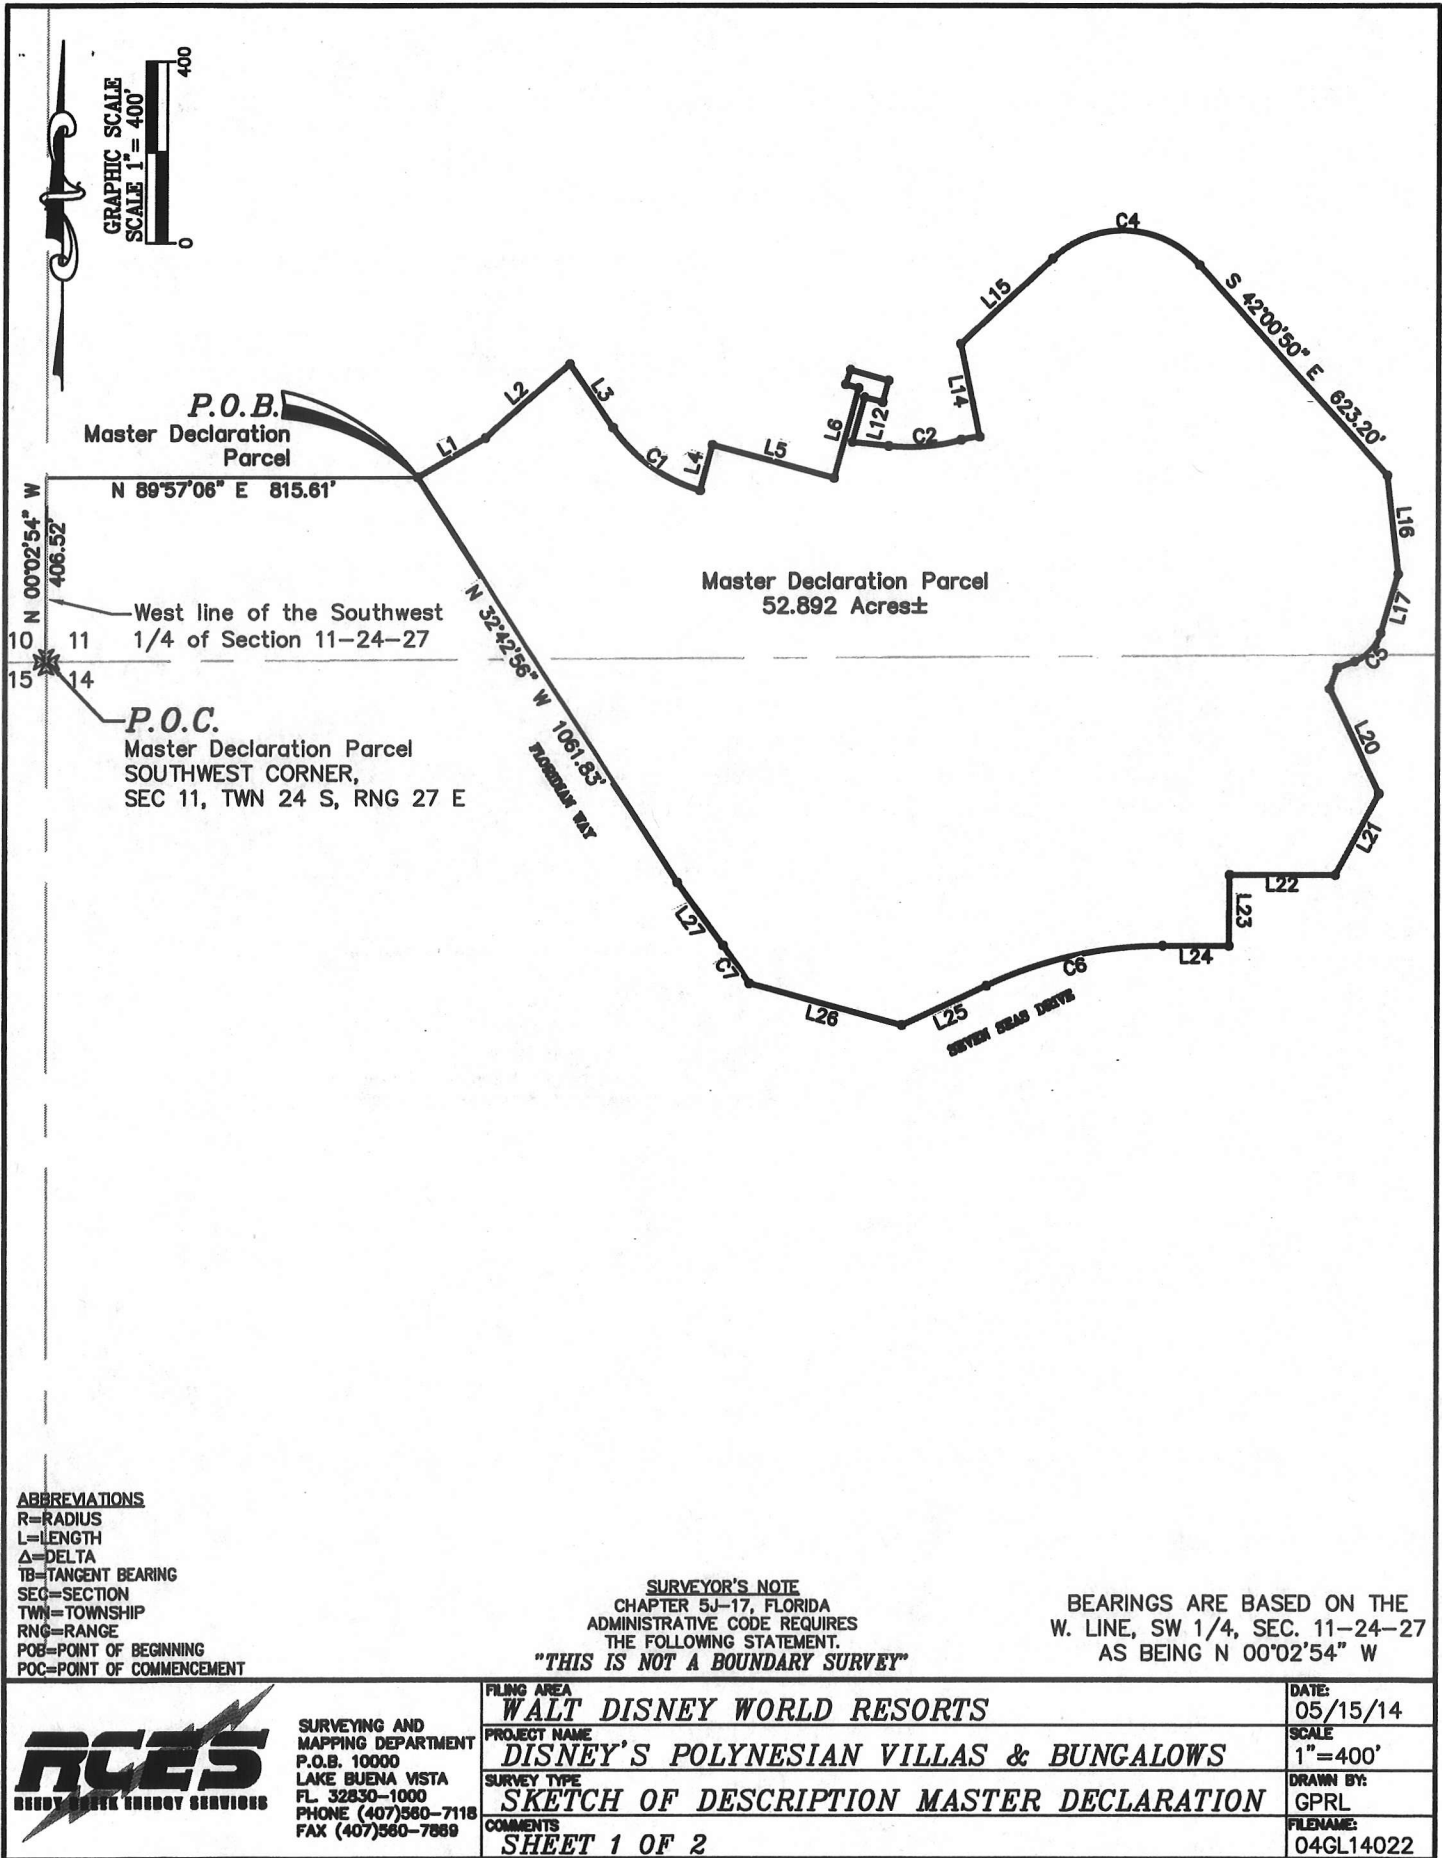 GRAPHIC SCALE
SCALE 1"= 400'
0
400
P.O.B.
Master Declaration
Parcel
N 89°57'06" E 815.61'
N 00°02'54" W
406.52'
West line of the Southwest
1/4 of Section 11-24-27
10
11
15
14
P.O.C.
Master Declaration Parcel
SOUTHWEST CORNER,
SEC 11, TWN 24 S, RNG 27 E
L1
L2
L3
C1
L4
L5
L6
L12
C2
L14
L15
C4
S 42°00'50" E 623.20'
L16
L17
C5
L20
L21
L22
L23
L24
C6
SEVEN SEAS DRIVE
L25
L26
C7
L27
N 32°42'56" W 1061.83'
FLORIDIAN WAY
Master Declaration Parcel
52.892 Acres±
ABBREVIATIONS
R=RADIUS
L=LENGTH
Δ=DELTA
TB=TANGENT BEARING
SEC=SECTION
TWN=TOWNSHIP
RNG=RANGE
POB=POINT OF BEGINNING
POC=POINT OF COMMENCEMENT
SURVEYOR'S NOTE
CHAPTER 5J-17, FLORIDA
ADMINISTRATIVE CODE REQUIRES
THE FOLLOWING STATEMENT.
"THIS IS NOT A BOUNDARY SURVEY"
BEARINGS ARE BASED ON THE
W. LINE, SW 1/4, SEC. 11-24-27
AS BEING N 00°02'54" W
RCES
REEDY CREEK ENERGY SERVICES
SURVEYING AND
MAPPING DEPARTMENT
P.O.B. 10000
LAKE BUENA VISTA
FL. 32830-1000
PHONE (407)560-7118
FAX (407)560-7869
FILING AREA
WALT DISNEY WORLD RESORTS
PROJECT NAME
DISNEY'S POLYNESIAN VILLAS & BUNGALOWS
SURVEY TYPE
SKETCH OF DESCRIPTION MASTER DECLARATION
COMMENTS
SHEET 1 OF 2
DATE:
05/15/14
SCALE
1"=400'
DRAWN BY:
GPRL
FILENAME:
04GL14022